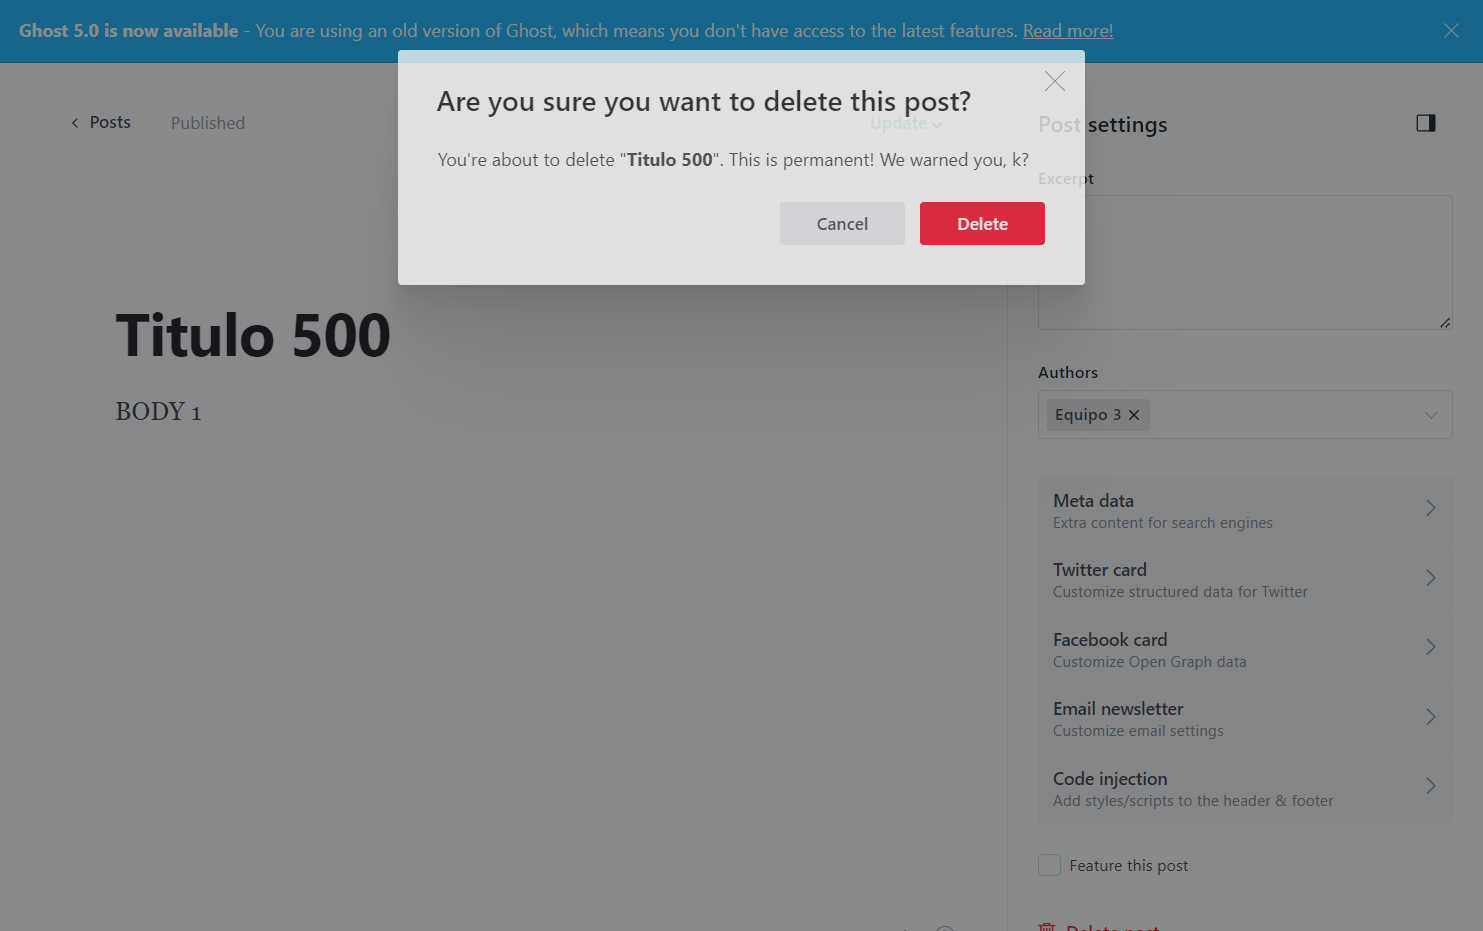 Ghost 5.0 is now available - You are using an old version of Ghost, which means you don't have access to the latest features. Read more!
Are you sure you want to delete this post?
You're about to delete "Titulo 500". This is permanent! We warned you, k?
Cancel
Delete
Posts
Published
Update
Titulo 500
BODY 1
Post settings
Excerpt
Authors
Equipo 3
Meta data
Extra content for search engines
Twitter card
Customize structured data for Twitter
Facebook card
Customize Open Graph data
Email newsletter
Customize email settings
Code injection
Add styles/scripts to the header & footer
Feature this post
Delete post